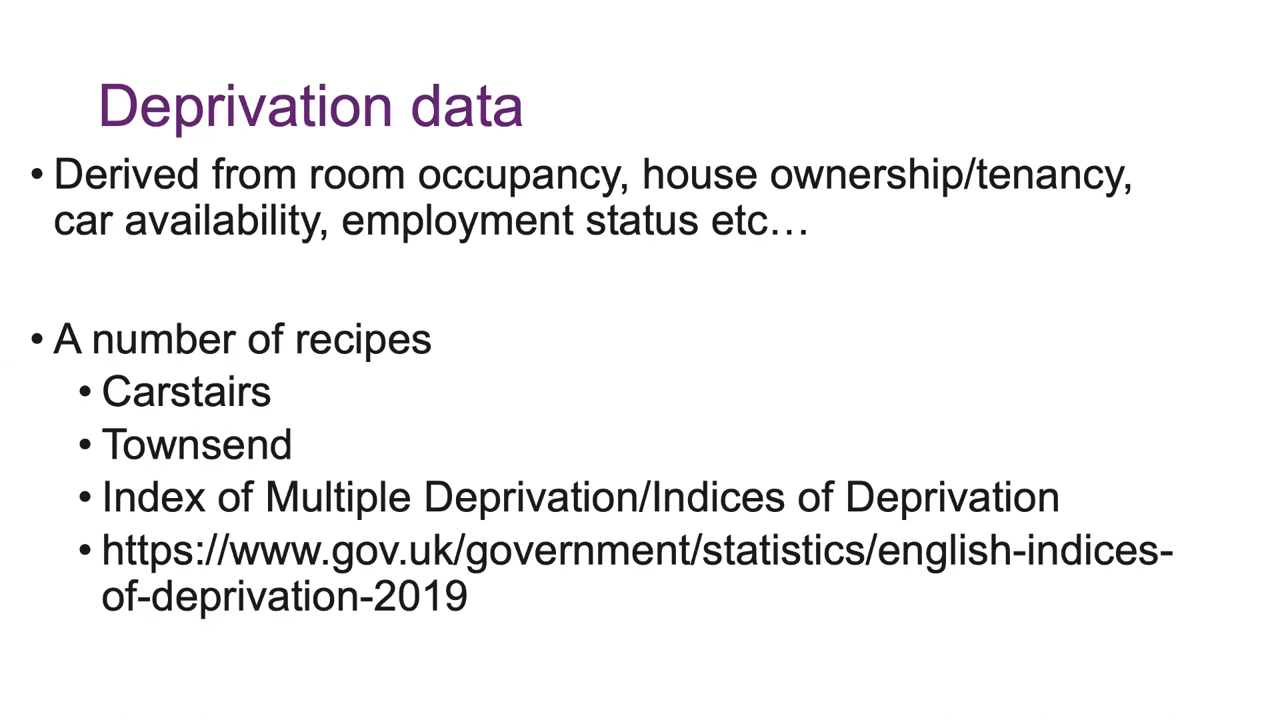 Deprivation data
• Derived from room occupancy, house ownership/tenancy,
car availability, employment status etc…
• A number of recipes
• Carstairs
• Townsend
• Index of Multiple Deprivation/Indices of Deprivation
• https://www.gov.uk/government/statistics/english-indices-
of-deprivation-2019